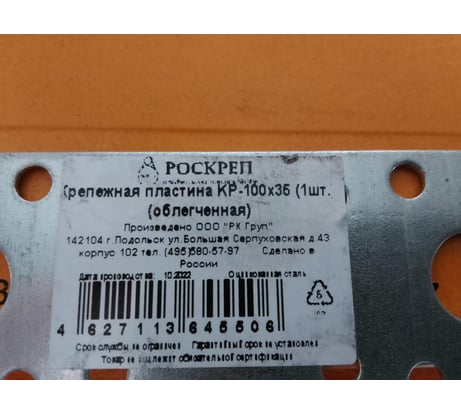 РОСКРЕП
Крепежная пластина KP-100x35 (1шт.
(облегченная)
Произведено ООО "РК Груп"
142104 г.Подольск ул.Большая Серпуховская д.43
корпус 102 тел. (495)580-57-97 Сделано в
России
Дата производства: 10.2022 Оцинкованная сталь
5
4 627113 645506
Срок службы не ограничен Гарантийный срок не установлен
Товар не подлежит обязательной сертификации